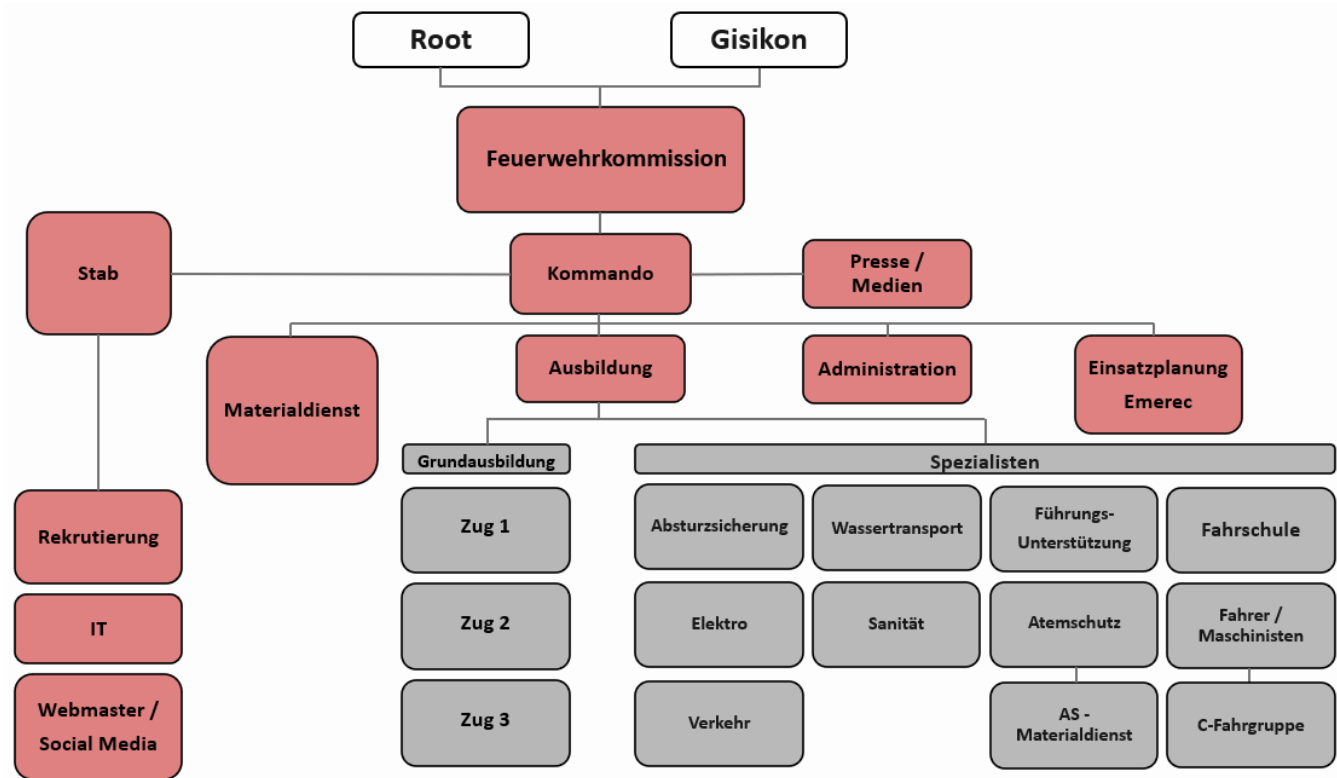 Root
Gisikon
Feuerwehrkommission
Stab
Kommando
Presse /
Medien
Materialdienst
Ausbildung
Administration
Einsatzplanung
Emerec
Grundausbildung
Spezialisten
Rekrutierung
Zug 1
Absturzsicherung
Wassertransport
Führungs-
Unterstützung
Fahrschule
IT
Zug 2
Elektro
Sanität
Atemschutz
Fahrer /
Maschinisten
Webmaster /
Social Media
Zug 3
Verkehr
AS -
Materialdienst
C-Fahrgruppe